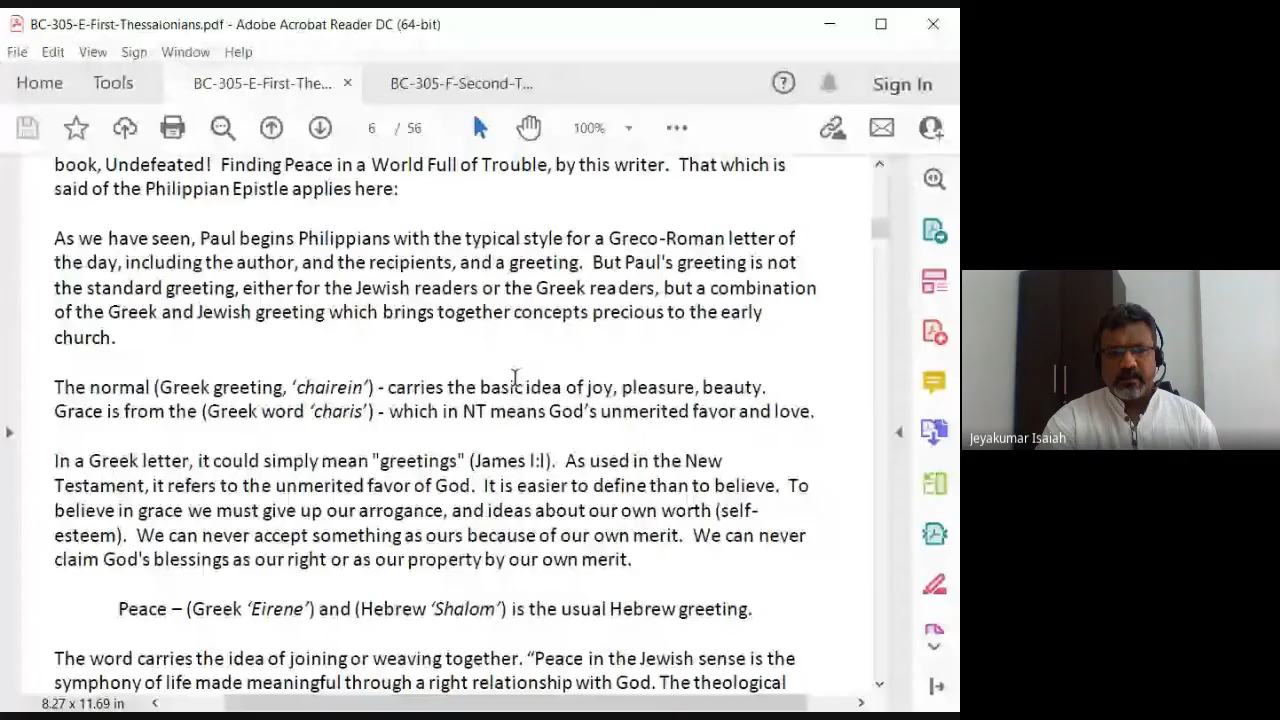 BC-305-E-First-Thessaionians.pdf - Adobe Acrobat Reader DC (64-bit)
File Edit View Sign Window Help
Home Tools BC-305-E-First-The... × BC-305-F-Second-T... Sign In
6 / 56 100%
book, Undefeated! Finding Peace in a World Full of Trouble, by this writer. That which is
said of the Philippian Epistle applies here:
As we have seen, Paul begins Philippians with the typical style for a Greco-Roman letter of
the day, including the author, and the recipients, and a greeting. But Paul's greeting is not
the standard greeting, either for the Jewish readers or the Greek readers, but a combination
of the Greek and Jewish greeting which brings together concepts precious to the early
church.
The normal (Greek greeting, ‘chairein’) - carries the basic idea of joy, pleasure, beauty.
Grace is from the (Greek word ‘charis’) - which in NT means God’s unmerited favor and love.
In a Greek letter, it could simply mean "greetings" (James I:I). As used in the New
Testament, it refers to the unmerited favor of God. It is easier to define than to believe. To
believe in grace we must give up our arrogance, and ideas about our own worth (self-
esteem). We can never accept something as ours because of our own merit. We can never
claim God's blessings as our right or as our property by our own merit.
Peace – (Greek ‘Eirene’) and (Hebrew ‘Shalom’) is the usual Hebrew greeting.
The word carries the idea of joining or weaving together. “Peace in the Jewish sense is the
symphony of life made meaningful through a right relationship with God. The theological
8.27 x 11.69 in
Jeyakumar Isaiah